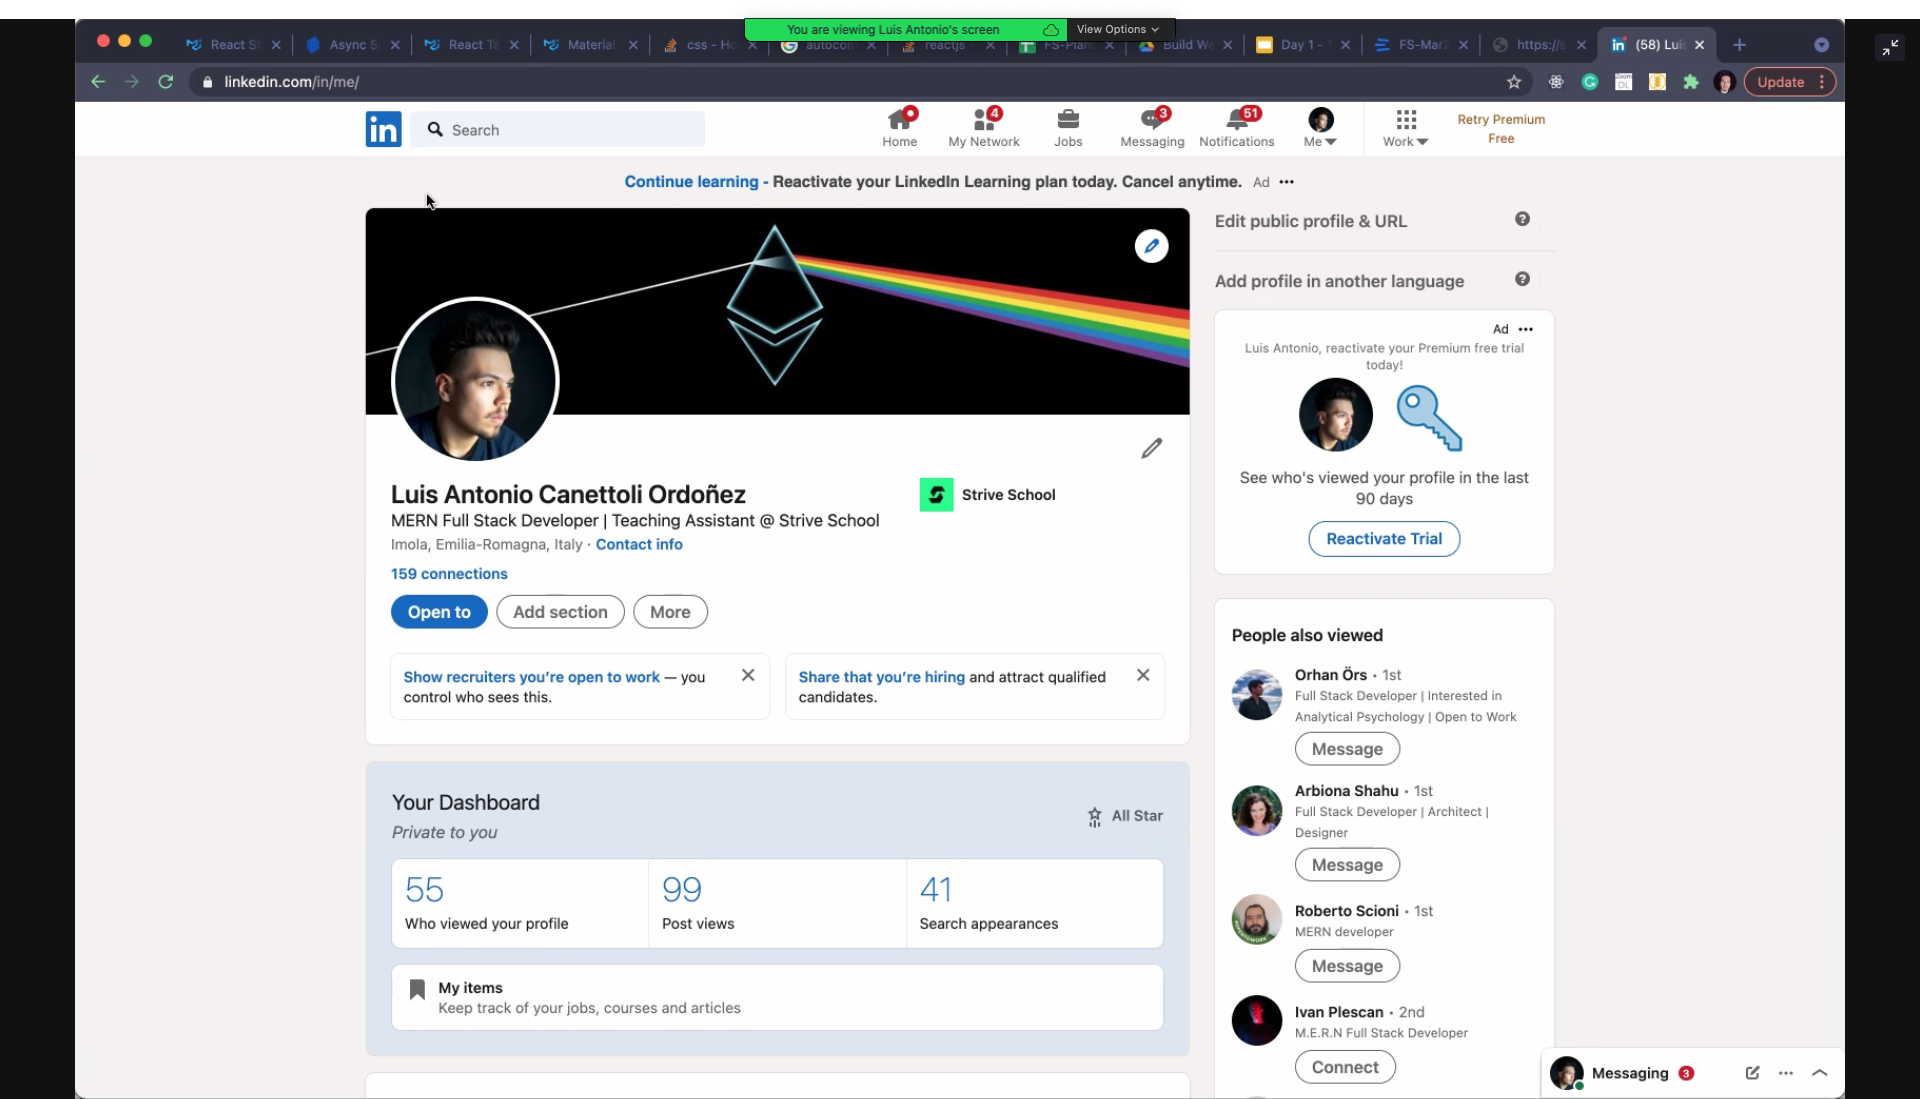 You are viewing Luis Antonio's screen
View Options
React S
Async S
React Ta
Material
css - Ho
autocom
reactjs -
FS-Plan
Build We
Day 1 -
FS-Mar2
https://s
(58) Lui
linkedin.com/in/me/
Update
in
Search
Home
4
My Network
Jobs
3
Messaging
51
Notifications
Me
Work
Retry Premium
Free
Continue learning - Reactivate your LinkedIn Learning plan today. Cancel anytime. Ad
Edit public profile & URL
Add profile in another language
Luis Antonio Canettoli Ordoñez
MERN Full Stack Developer | Teaching Assistant @ Strive School
Imola, Emilia-Romagna, Italy · Contact info
159 connections
Strive School
Open to
Add section
More
Show recruiters you're open to work — you
control who sees this.
Share that you're hiring and attract qualified
candidates.
Ad
Luis Antonio, reactivate your Premium free trial
today!
See who's viewed your profile in the last
90 days
Reactivate Trial
Your Dashboard
Private to you
All Star
55
Who viewed your profile
99
Post views
41
Search appearances
My items
Keep track of your jobs, courses and articles
People also viewed
Orhan Örs · 1st
Full Stack Developer | Interested in
Analytical Psychology | Open to Work
Message
Arbiona Shahu · 1st
Full Stack Developer | Architect |
Designer
Message
Roberto Scioni · 1st
MERN developer
Message
Ivan Plescan · 2nd
M.E.R.N Full Stack Developer
Connect
Messaging 3